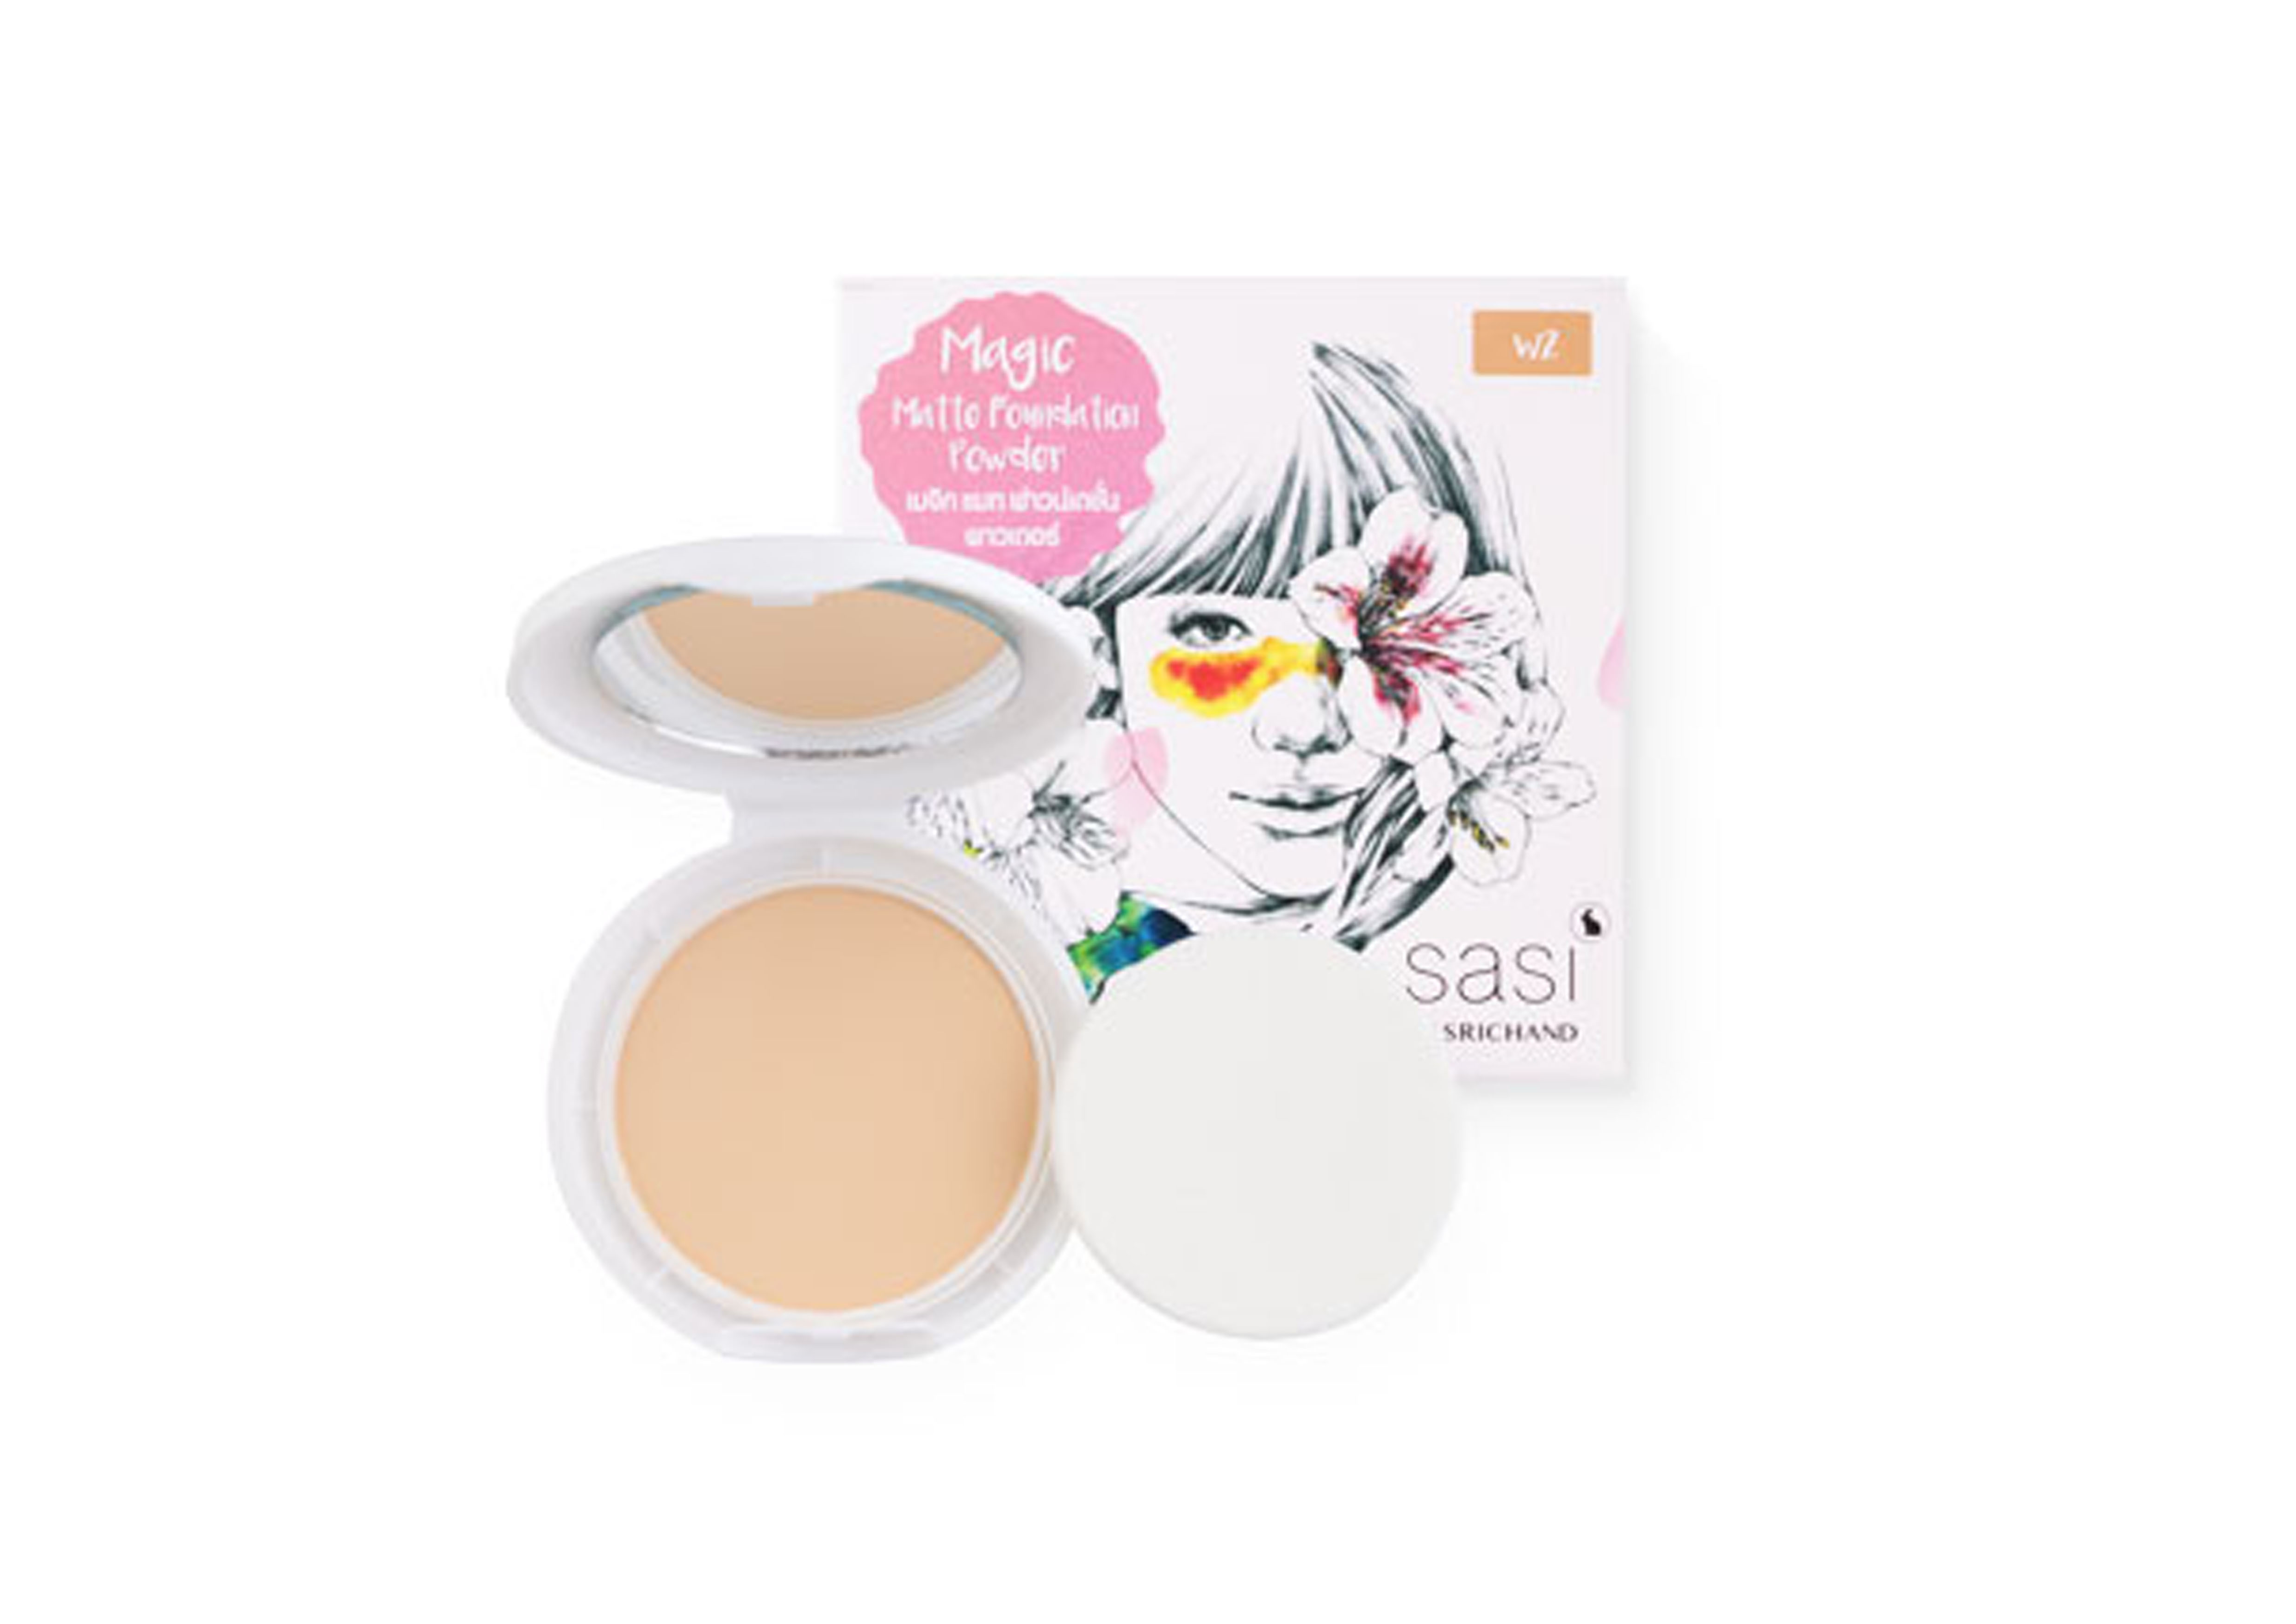 Magic
Matte Foundation
Powder
เมจิก แมท ฟาวน์เดชั่น
พาวเดอร์
W2
sasi
SRICHAND